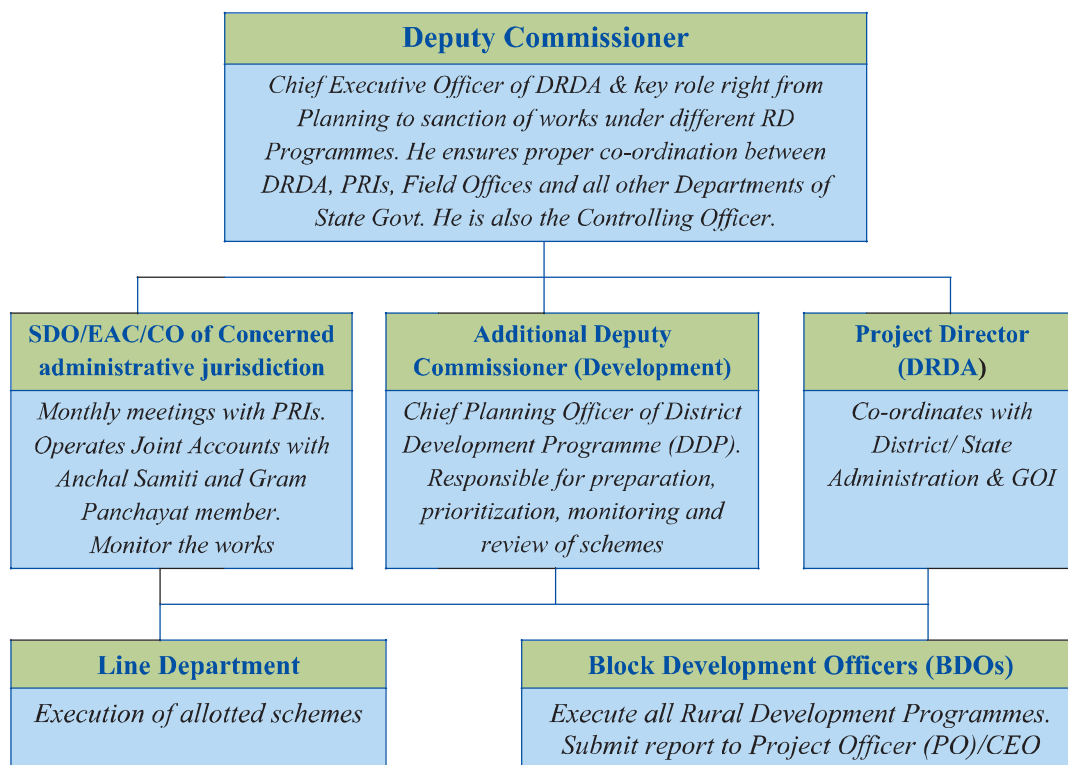 Deputy Commissioner
Chief Executive Officer of DRDA & key role right from
Planning to sanction of works under different RD
Programmes. He ensures proper co-ordination between
DRDA, PRIs, Field Offices and all other Departments of
State Govt. He is also the Controlling Officer.
SDO/EAC/CO of Concerned
administrative jurisdiction
Monthly meetings with PRIs.
Operates Joint Accounts with
Anchal Samiti and Gram
Panchayat member.
Monitor the works
Additional Deputy
Commissioner (Development)
Chief Planning Officer of District
Development Programme (DDP).
Responsible for preparation,
prioritization, monitoring and
review of schemes
Project Director
(DRDA)
Co-ordinates with
District/ State
Administration & GOI
Line Department
Execution of allotted schemes
Block Development Officers (BDOs)
Execute all Rural Development Programmes.
Submit report to Project Officer (PO)/CEO